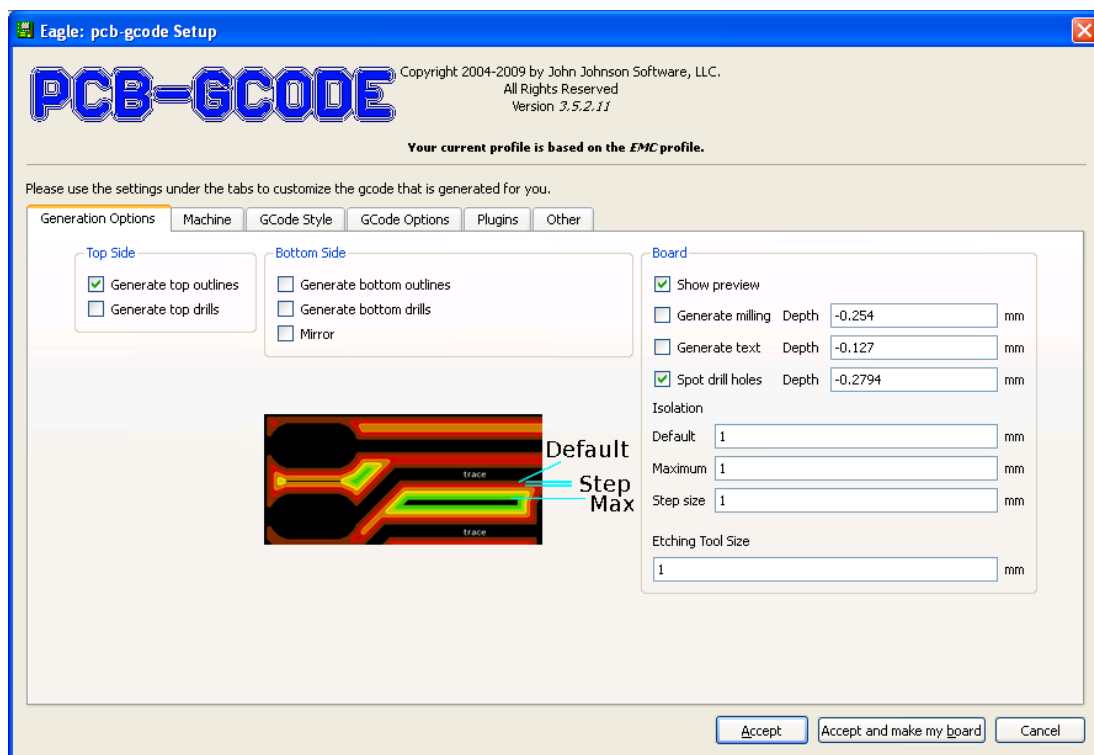 Eagle: pcb-gcode Setup
PCB-GCODE
Copyright 2004-2009 by John Johnson Software, LLC.
All Rights Reserved
Version 3.5.2.11
Your current profile is based on the EMC profile.
Please use the settings under the tabs to customize the gcode that is generated for you.
Generation Options Machine GCode Style GCode Options Plugins Other
Top Side
Generate top outlines
Generate top drills
Bottom Side
Generate bottom outlines
Generate bottom drills
Mirror
trace
Default
Step
Max
trace
Board
Show preview
Generate milling Depth -0.254 mm
Generate text Depth -0.127 mm
Spot drill holes Depth -0.2794 mm
Isolation
Default 1 mm
Maximum 1 mm
Step size 1 mm
Etching Tool Size
1 mm
Accept Accept and make my board Cancel